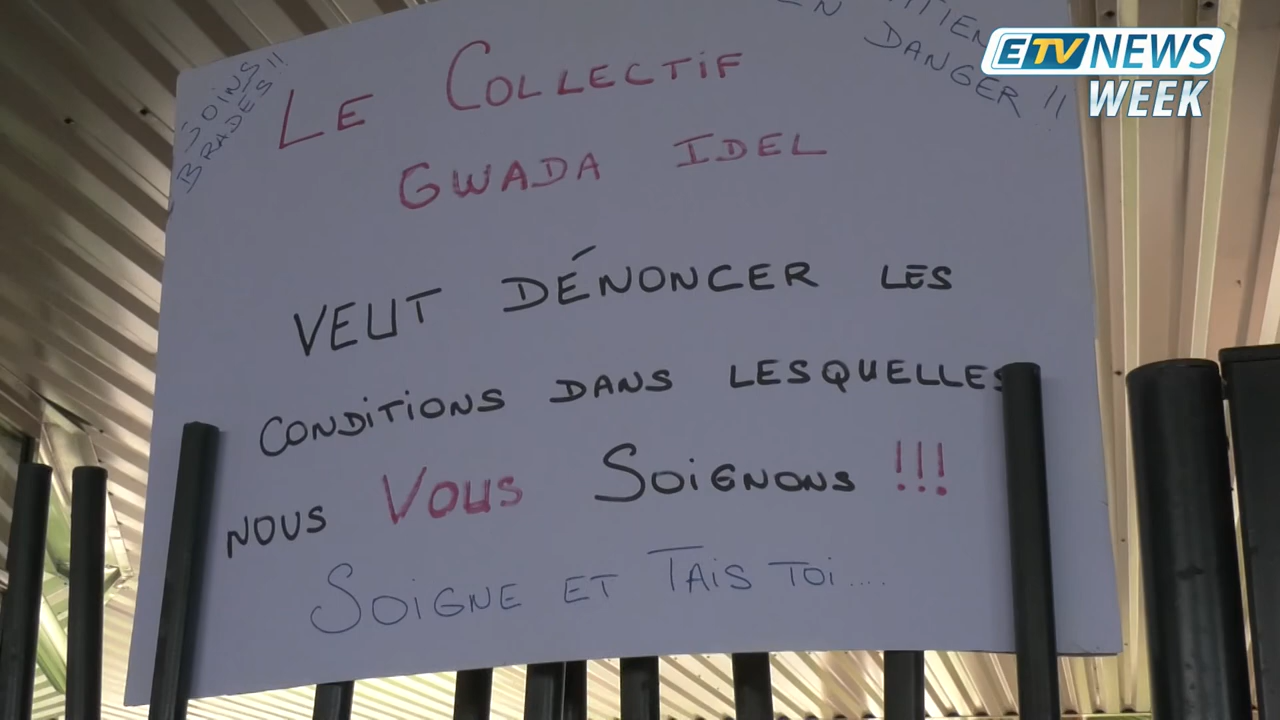 SOINS
BRADÉS !!
EN DANGER !!
LE COLLECTIF
GWADA IDEL
VEUT DÉNONCER LES
CONDITIONS DANS LESQUELLES
NOUS VOUS SOIGNONS !!!
SOIGNE ET TAIS TOI....
ETV NEWS
WEEK